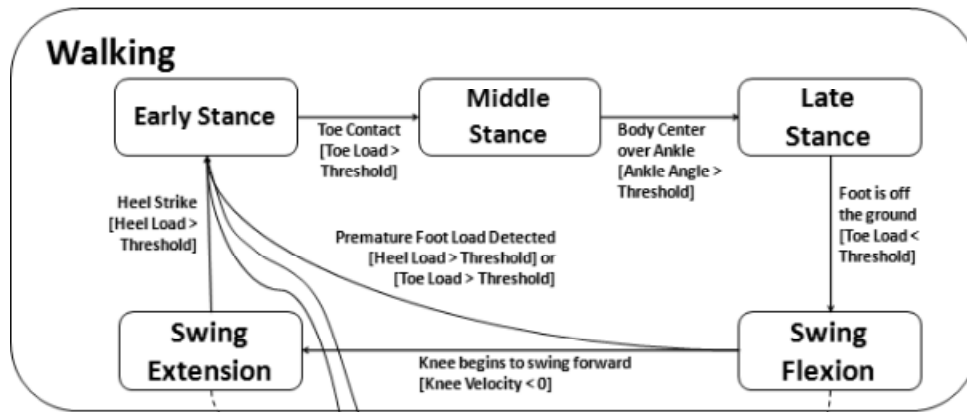 Walking
Early Stance
Toe Contact
[Toe Load >
Threshold]
Middle
Stance
Body Center
over Ankle
[Ankle Angle >
Threshold]
Late
Stance
Heel Strike
[Heel Load >
Threshold]
Premature Foot Load Detected
[Heel Load > Threshold] or
[Toe Load > Threshold]
Foot is off
the ground
[Toe Load <
Threshold]
Swing
Extension
Knee begins to swing forward
[Knee Velocity < 0]
Swing
Flexion